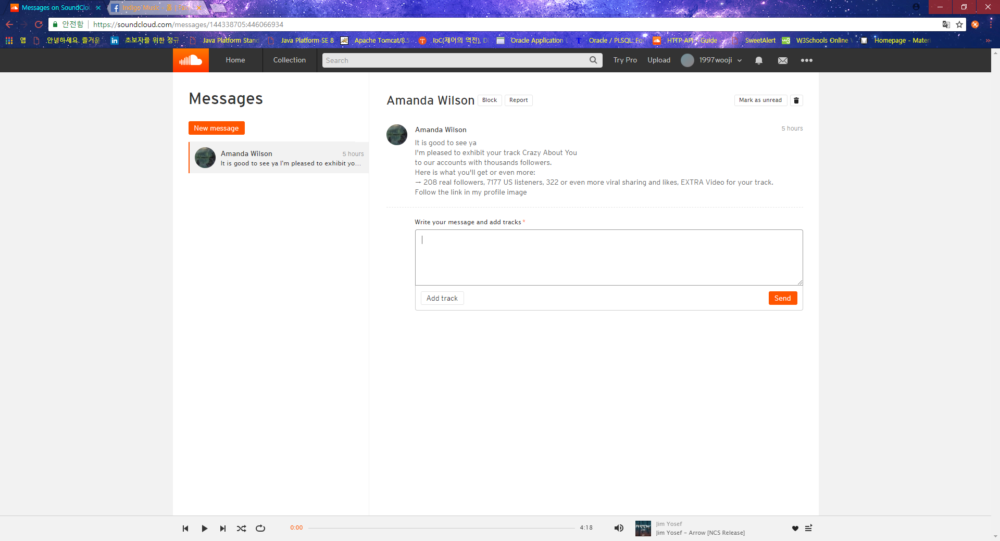 Messages on SoundClou
Indigo Music - 홈 |
안전함 | https://soundcloud.com/messages/144338705:446066934
앱 안녕하세요. 즐거운 초보자를 위한 정규 Java Platform Stand Java Platform SE 8 Apache Tomcat/8.5 IoC(제어의 역전), D Oracle Application Oracle / PLSQL: HTTP API - Guide SweetAlert W3Schools Online Homepage - Materi
Home Collection Search Try Pro Upload 1997wooji
Messages
New message
Amanda Wilson 5 hours
It is good to see ya I'm pleased to exhibit yo...
Amanda Wilson Block Report Mark as unread
Amanda Wilson 5 hours
It is good to see ya
I'm pleased to exhibit your track Crazy About You
to our accounts with thousands followers.
Here is what you'll get or even more:
→ 208 real followers, 7177 US listeners, 322 or even more viral sharing and likes, EXTRA Video for your track.
Follow the link in my profile image
Write your message and add tracks *
Add track Send
0:00 4:18
Jim Yosef
Jim Yosef - Arrow [NCS Release]